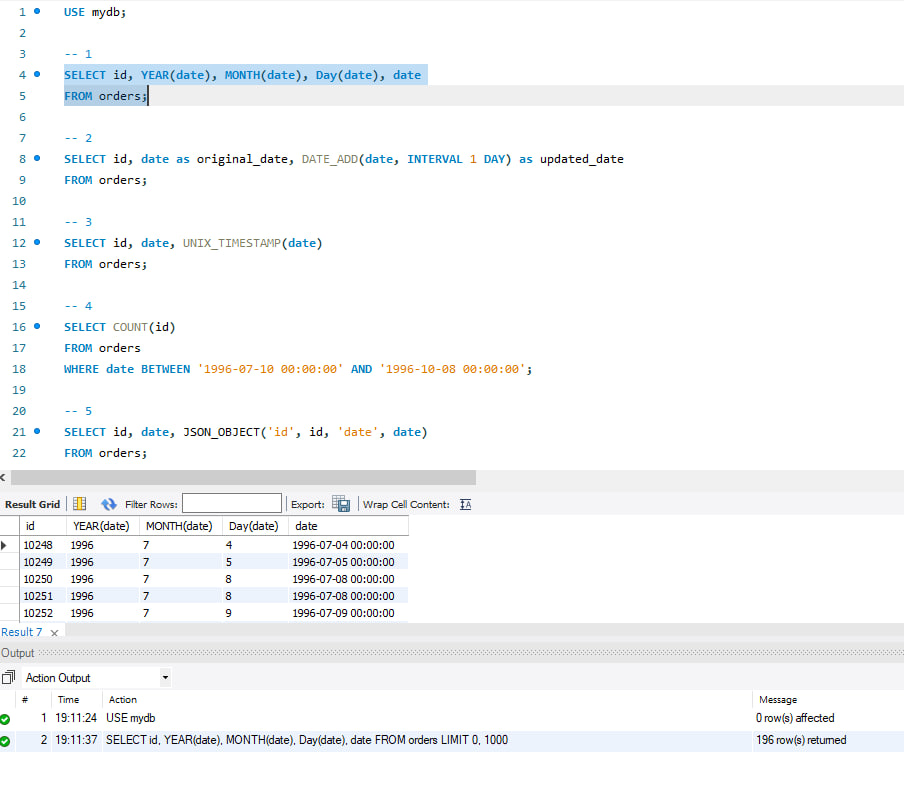 1 USE mydb;
2
3 -- 1
4 SELECT id, YEAR(date), MONTH(date), Day(date), date
5 FROM orders;
6
7 -- 2
8 SELECT id, date as original_date, DATE_ADD(date, INTERVAL 1 DAY) as updated_date
9 FROM orders;
10
11 -- 3
12 SELECT id, date, UNIX_TIMESTAMP(date)
13 FROM orders;
14
15 -- 4
16 SELECT COUNT(id)
17 FROM orders
18 WHERE date BETWEEN '1996-07-10 00:00:00' AND '1996-10-08 00:00:00';
19
20 -- 5
21 SELECT id, date, JSON_OBJECT('id', id, 'date', date)
22 FROM orders;
Result Grid Filter Rows: Export: Wrap Cell Content:
id YEAR(date) MONTH(date) Day(date) date
10248 1996 7 4 1996-07-04 00:00:00
10249 1996 7 5 1996-07-05 00:00:00
10250 1996 7 8 1996-07-08 00:00:00
10251 1996 7 8 1996-07-08 00:00:00
10252 1996 7 9 1996-07-09 00:00:00
Result 7
Output
Action Output
# Time Action Message
1 19:11:24 USE mydb 0 row(s) affected
2 19:11:37 SELECT id, YEAR(date), MONTH(date), Day(date), date FROM orders LIMIT 0, 1000 196 row(s) returned